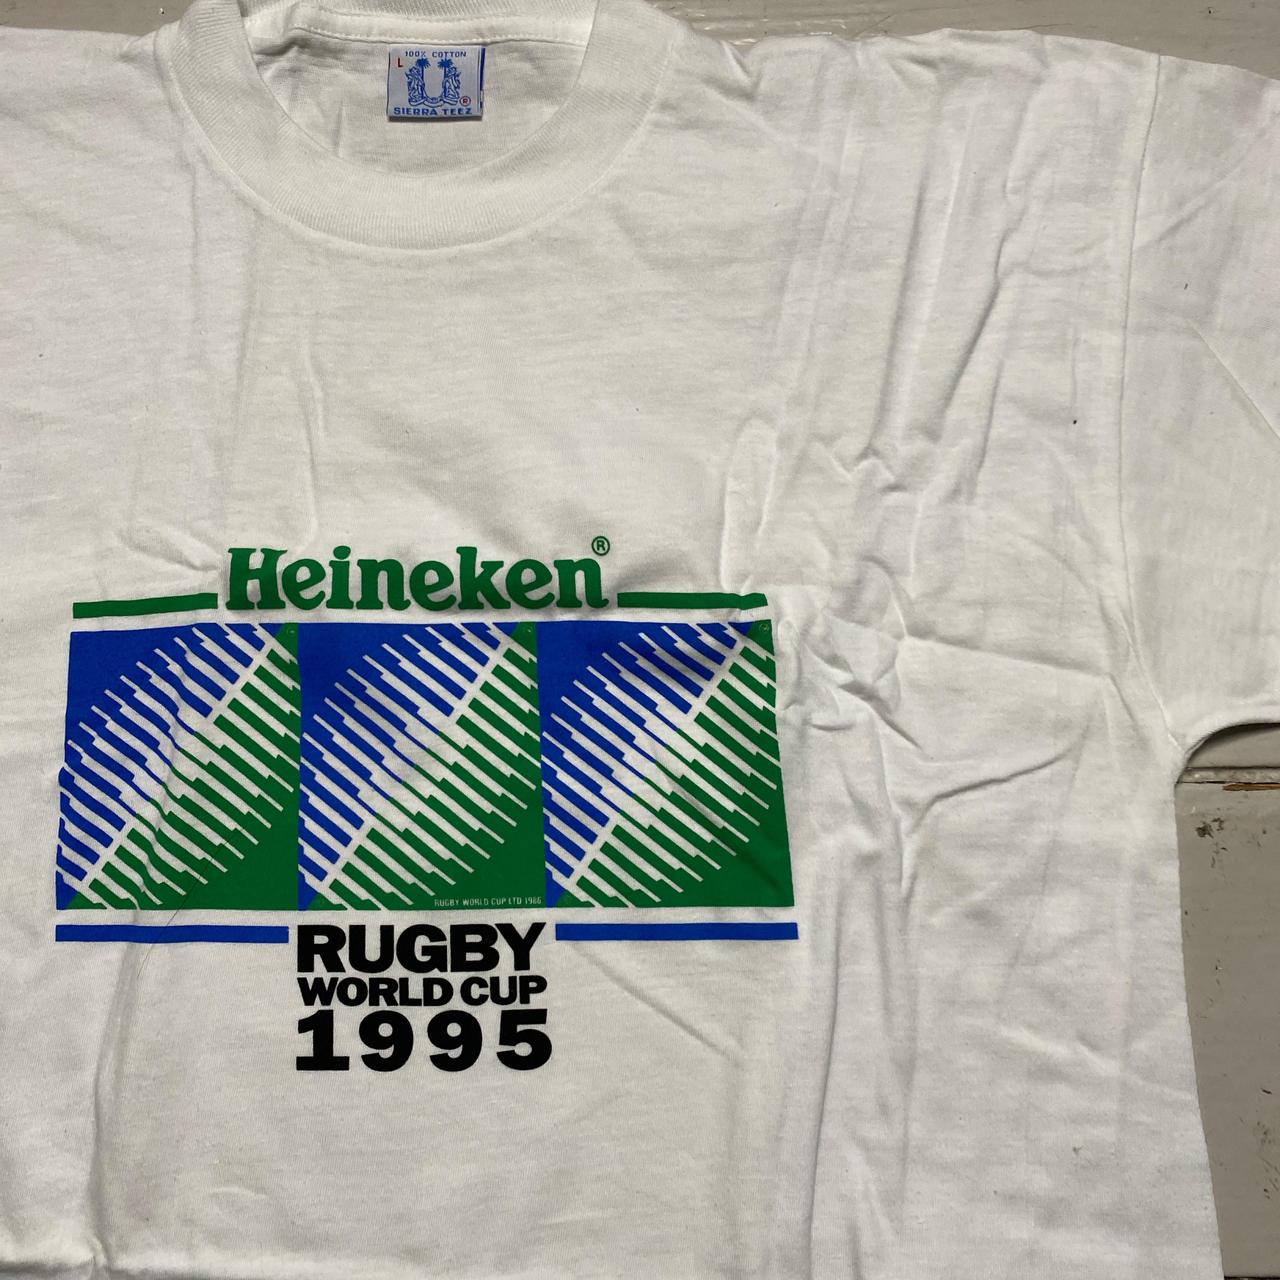 100% COTTON
L
®
SIERRA TEEZ
Heineken®
RUGBY WORLD CUP LTD 1986
RUGBY
WORLD CUP
1995